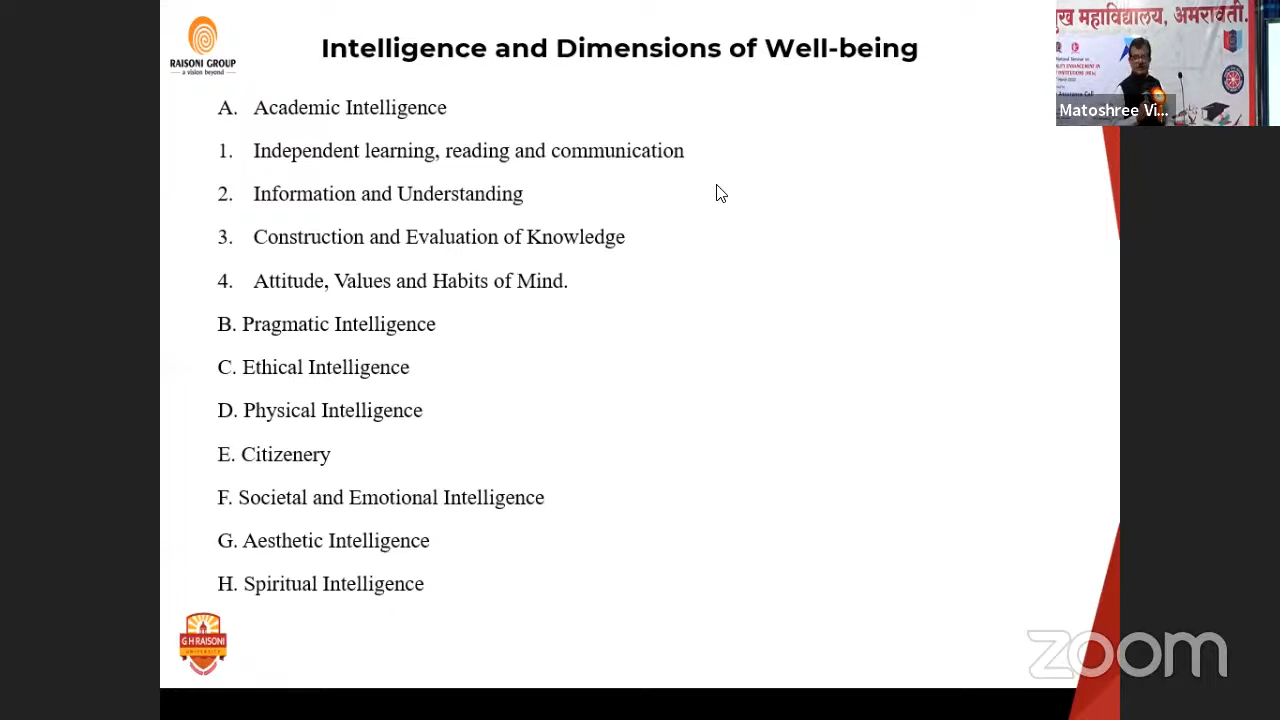 RAISONI GROUP
a vision beyond
Intelligence and Dimensions of Well-being
A. Academic Intelligence
1. Independent learning, reading and communication
2. Information and Understanding
3. Construction and Evaluation of Knowledge
4. Attitude, Values and Habits of Mind.
B. Pragmatic Intelligence
C. Ethical Intelligence
D. Physical Intelligence
E. Citizenery
F. Societal and Emotional Intelligence
G. Aesthetic Intelligence
H. Spiritual Intelligence
G H RAISONI
UNIVERSITY
महाविद्यालय, अमरावती.
Matoshree Vi...
zoom